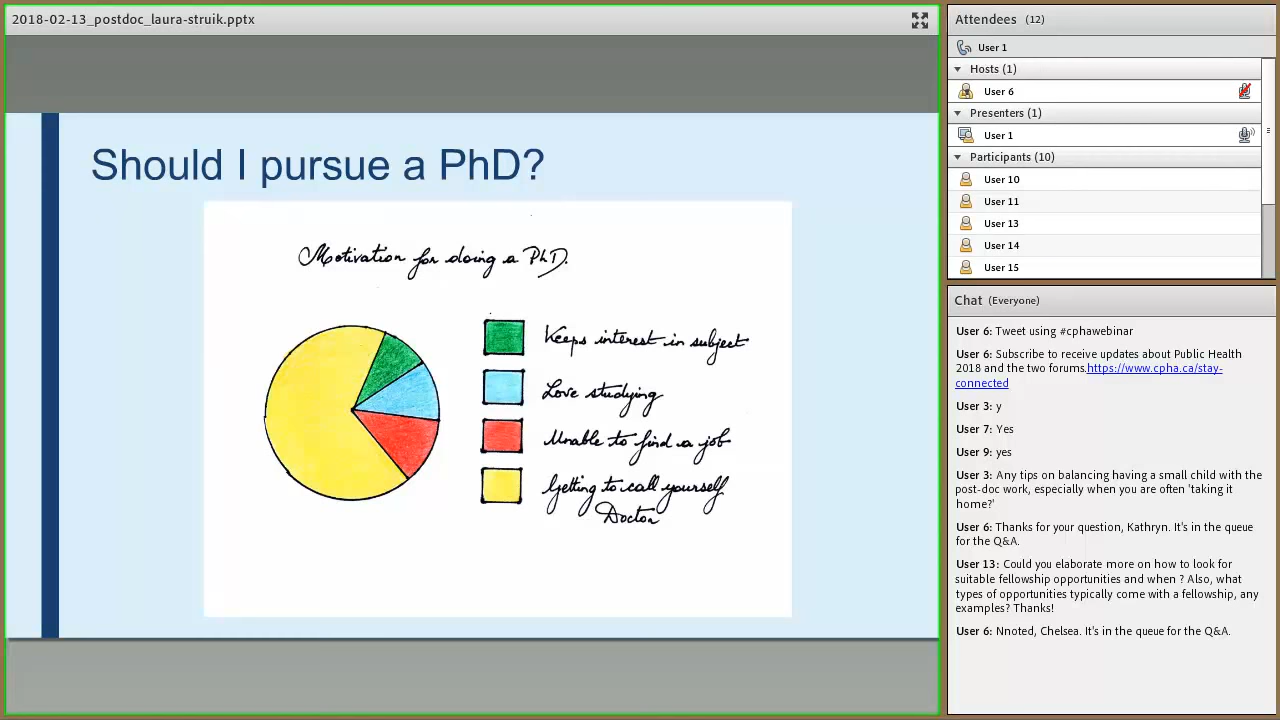 2018-02-13_postdoc_laura-struik.pptx
Should I pursue a PhD?
Motivation for doing a PhD.
Keeps interest in subject
Love studying
Unable to find a job
Getting to call yourself
Doctor
Attendees (12)
User 1
Hosts (1)
User 6
Presenters (1)
User 1
Participants (10)
User 10
User 11
User 13
User 14
User 15
Chat (Everyone)
User 6: Tweet using #cphawebinar
User 6: Subscribe to receive updates about Public Health
2018 and the two forums.https://www.cpha.ca/stay-
connected
User 3: y
User 7: Yes
User 9: yes
User 3: Any tips on balancing having a small child with the
post-doc work, especially when you are often 'taking it
home?'
User 6: Thanks for your question, Kathryn. It's in the queue
for the Q&A.
User 13: Could you elaborate more on how to look for
suitable fellowship opportunities and when ? Also, what
types of opportunities typically come with a fellowship, any
examples? Thanks!
User 6: Nnoted, Chelsea. It's in the queue for the Q&A.